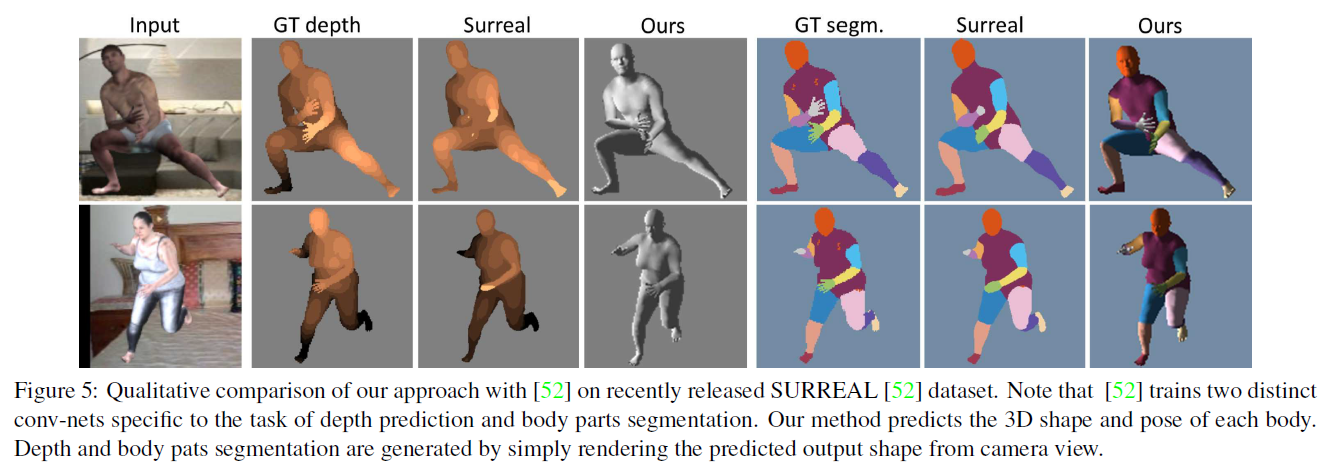 Input GT depth Surreal Ours GT segm. Surreal Ours
Figure 5: Qualitative comparison of our approach with [52] on recently released SURREAL [52] dataset. Note that [52] trains two distinct
conv-nets specific to the task of depth prediction and body parts segmentation. Our method predicts the 3D shape and pose of each body.
Depth and body pats segmentation are generated by simply rendering the predicted output shape from camera view.